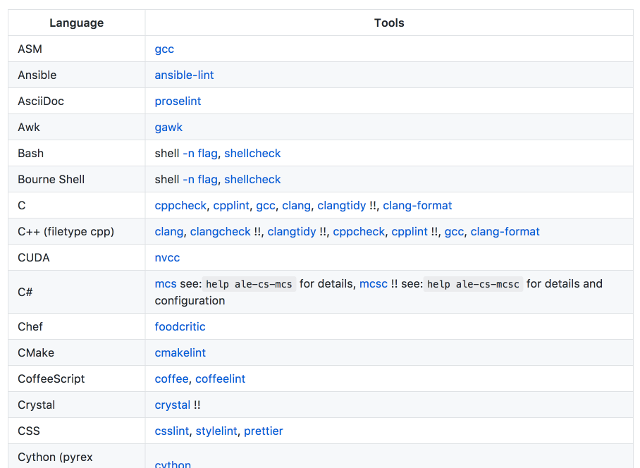 Language Tools
ASM gcc
Ansible ansible-lint
AsciiDoc proselint
Awk gawk
Bash shell -n flag, shellcheck
Bourne Shell shell -n flag, shellcheck
C cppcheck, cpplint, gcc, clang, clangtidy !!, clang-format
C++ (filetype cpp) clang, clangcheck !!, clangtidy !!, cppcheck, cpplint !!, gcc, clang-format
CUDA nvcc
C# mcs see: help ale-cs-mcs for details, mcsc !! see: help ale-cs-mcsc for details and
configuration
Chef foodcritic
CMake cmakelint
CoffeeScript coffee, coffeelint
Crystal crystal !!
CSS csslint, stylelint, prettier
Cython (pyrex
cython